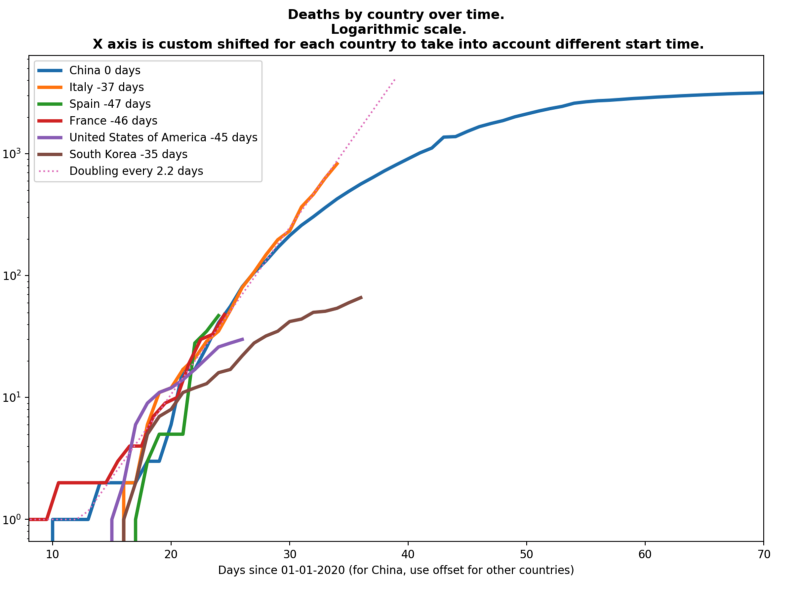 Deaths by country over time.
Logarithmic scale.
X axis is custom shifted for each country to take into account different start time.
China 0 days
Italy -37 days
Spain -47 days
France -46 days
United States of America -45 days
South Korea -35 days
Doubling every 2.2 days
10³
10²
10¹
10⁰
10 20 30 40 50 60 70
Days since 01-01-2020 (for China, use offset for other countries)